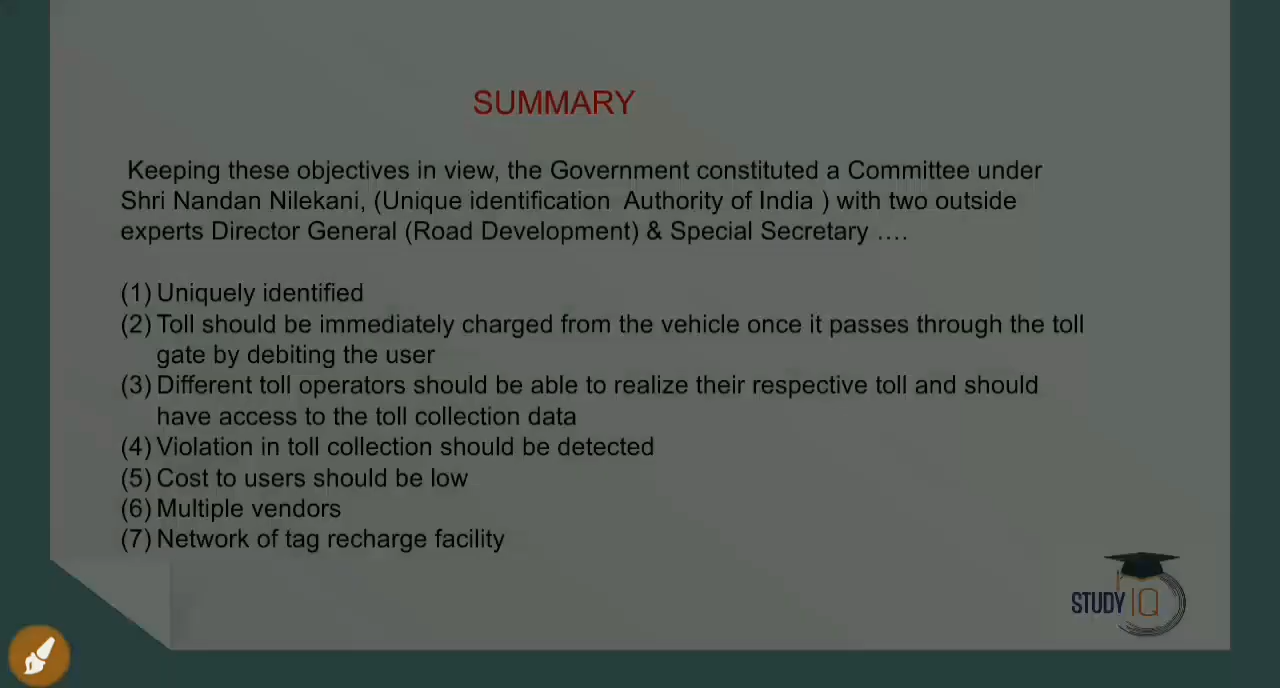 SUMMARY
Keeping these objectives in view, the Government constituted a Committee under
Shri Nandan Nilekani, (Unique identification Authority of India ) with two outside
experts Director General (Road Development) & Special Secretary ....
(1) Uniquely identified
(2) Toll should be immediately charged from the vehicle once it passes through the toll
gate by debiting the user
(3) Different toll operators should be able to realize their respective toll and should
have access to the toll collection data
(4) Violation in toll collection should be detected
(5) Cost to users should be low
(6) Multiple vendors
(7) Network of tag recharge facility
STUDY IQ